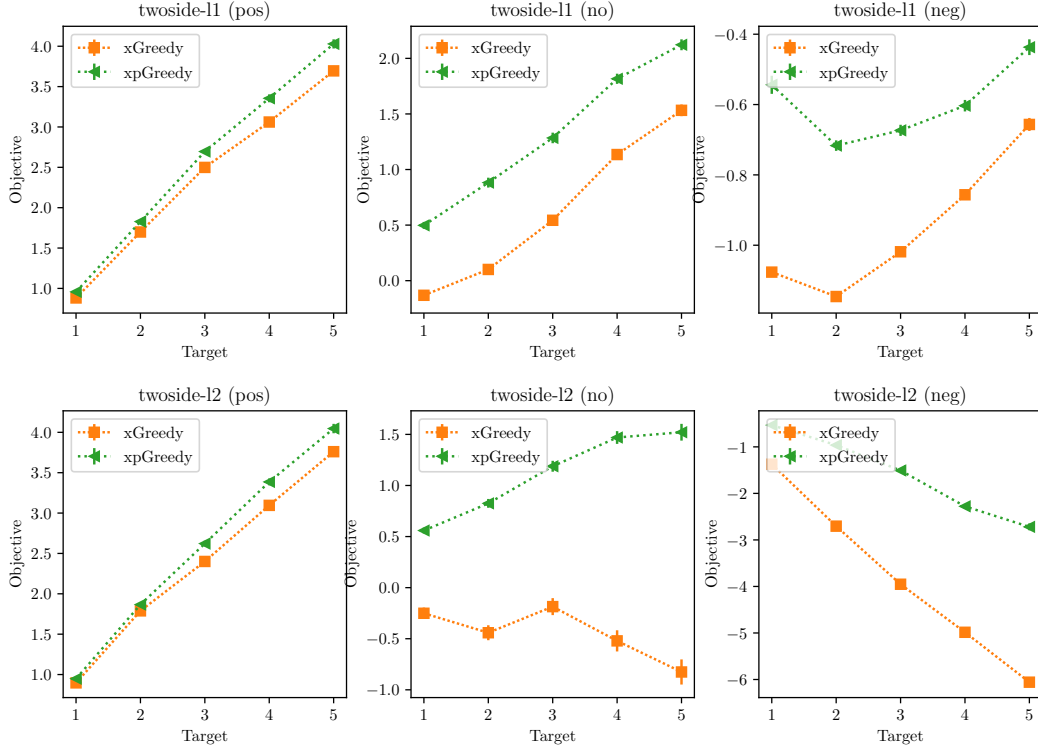 twoside-l1 (pos)
4.0
3.5
3.0
2.5
2.0
1.5
1.0
Objective
xGreedy
xpGreedy
1 2 3 4 5
Target
twoside-l1 (no)
2.0
1.5
1.0
0.5
0.0
Objective
xGreedy
xpGreedy
1 2 3 4 5
Target
twoside-l1 (neg)
−0.4
−0.6
−0.8
−1.0
Objective
xGreedy
xpGreedy
1 2 3 4 5
Target
twoside-l2 (pos)
4.0
3.5
3.0
2.5
2.0
1.5
1.0
Objective
xGreedy
xpGreedy
1 2 3 4 5
Target
twoside-l2 (no)
1.5
1.0
0.5
0.0
−0.5
−1.0
Objective
xGreedy
xpGreedy
1 2 3 4 5
Target
twoside-l2 (neg)
−1
−2
−3
−4
−5
−6
Objective
xGreedy
xpGreedy
1 2 3 4 5
Target